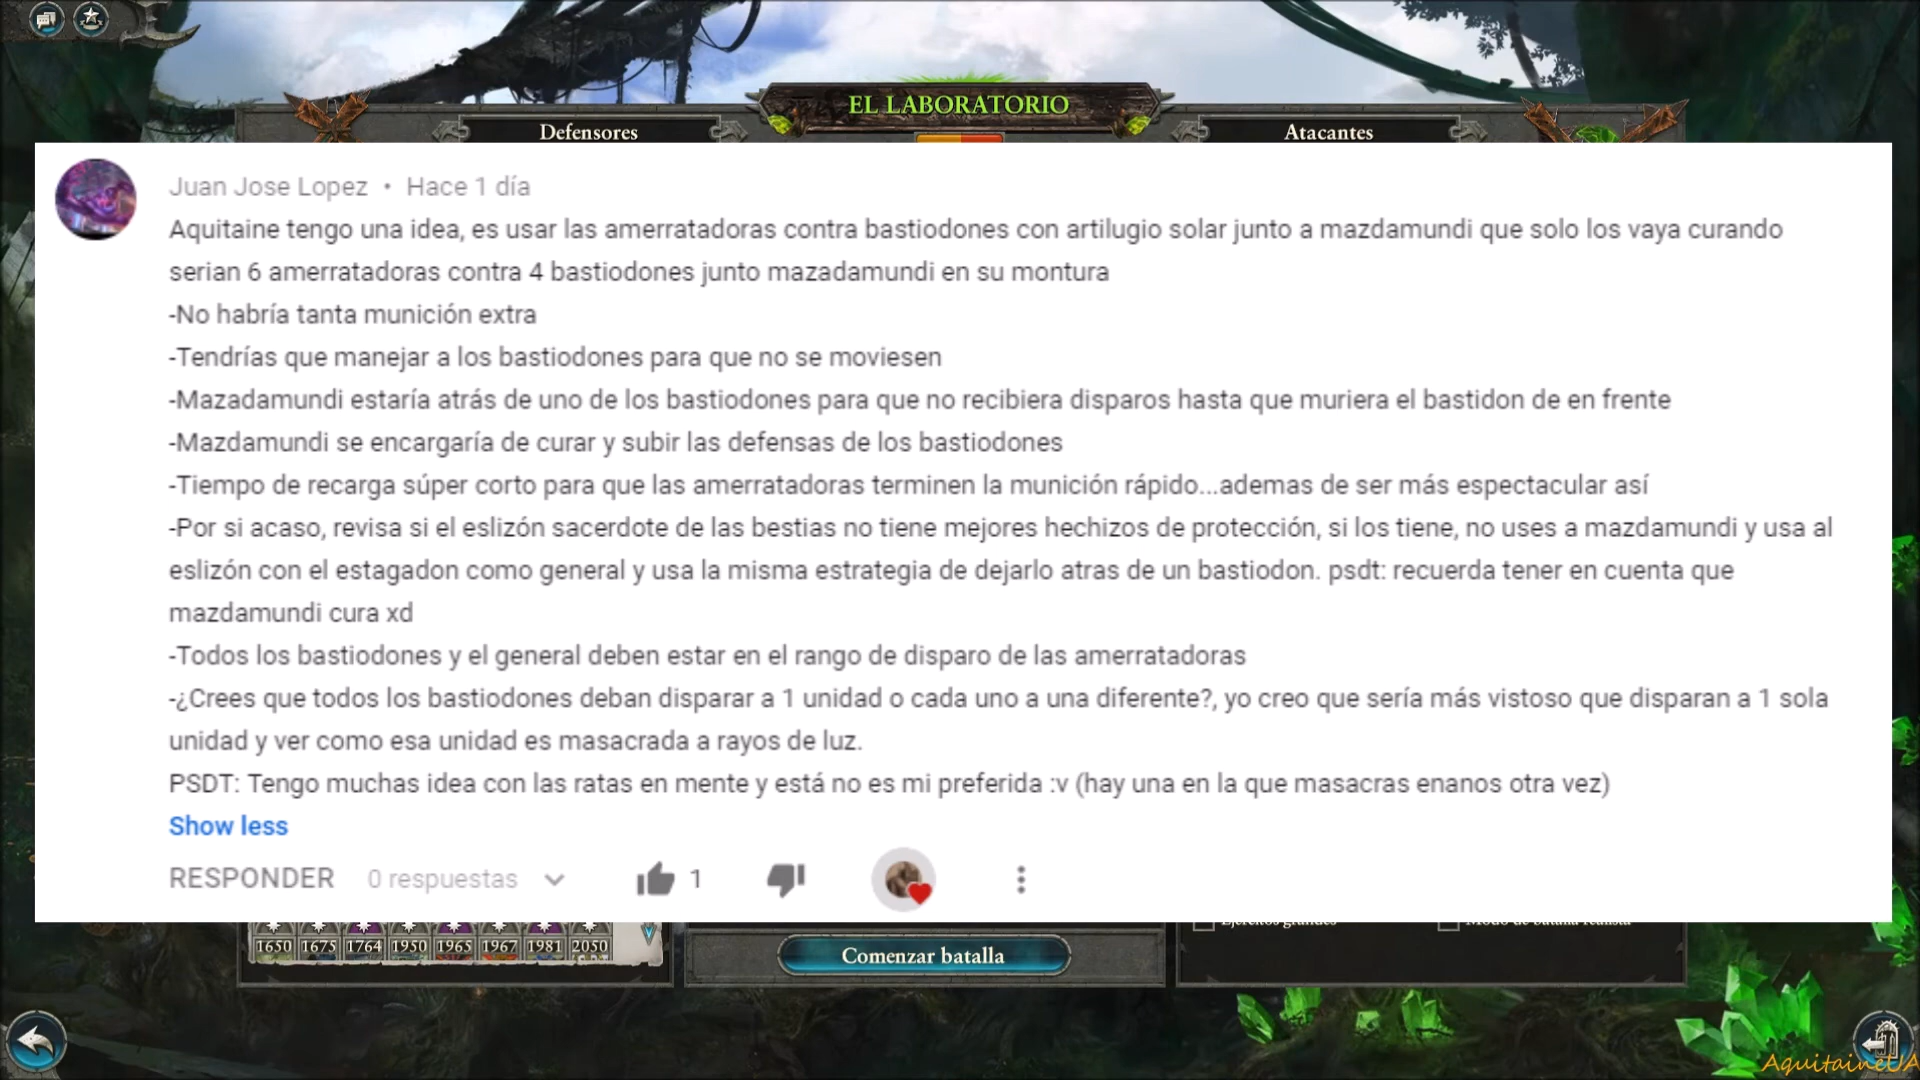 EL LABORATORIO
Defensores
Atacantes
Juan Jose Lopez • Hace 1 día
Aquitaine tengo una idea, es usar las amerratadoras contra bastiodones con artilugio solar junto a mazdamundi que solo los vaya curando
serian 6 amerratadoras contra 4 bastiodones junto mazadamundi en su montura
-No habría tanta munición extra
-Tendrías que manejar a los bastiodones para que no se moviesen
-Mazadamundi estaría atrás de uno de los bastiodones para que no recibiera disparos hasta que muriera el bastidon de en frente
-Mazdamundi se encargaría de curar y subir las defensas de los bastiodones
-Tiempo de recarga súper corto para que las amerratadoras terminen la munición rápido...ademas de ser más espectacular así
-Por si acaso, revisa si el eslizón sacerdote de las bestias no tiene mejores hechizos de protección, si los tiene, no uses a mazdamundi y usa al
eslizón con el estagadon como general y usa la misma estrategia de dejarlo atras de un bastiodon. psdt: recuerda tener en cuenta que
mazdamundi cura xd
-Todos los bastiodones y el general deben estar en el rango de disparo de las amerratadoras
-¿Crees que todos los bastiodones deban disparar a 1 unidad o cada uno a una diferente?, yo creo que sería más vistoso que disparan a 1 sola
unidad y ver como esa unidad es masacrada a rayos de luz.
PSDT: Tengo muchas idea con las ratas en mente y está no es mi preferida :v (hay una en la que masacras enanos otra vez)
Show less
RESPONDER 0 respuestas 1
Ejércitos grandes Modo de batalla realista
1650 1675 1764 1950 1965 1967 1981 2050
Comenzar batalla